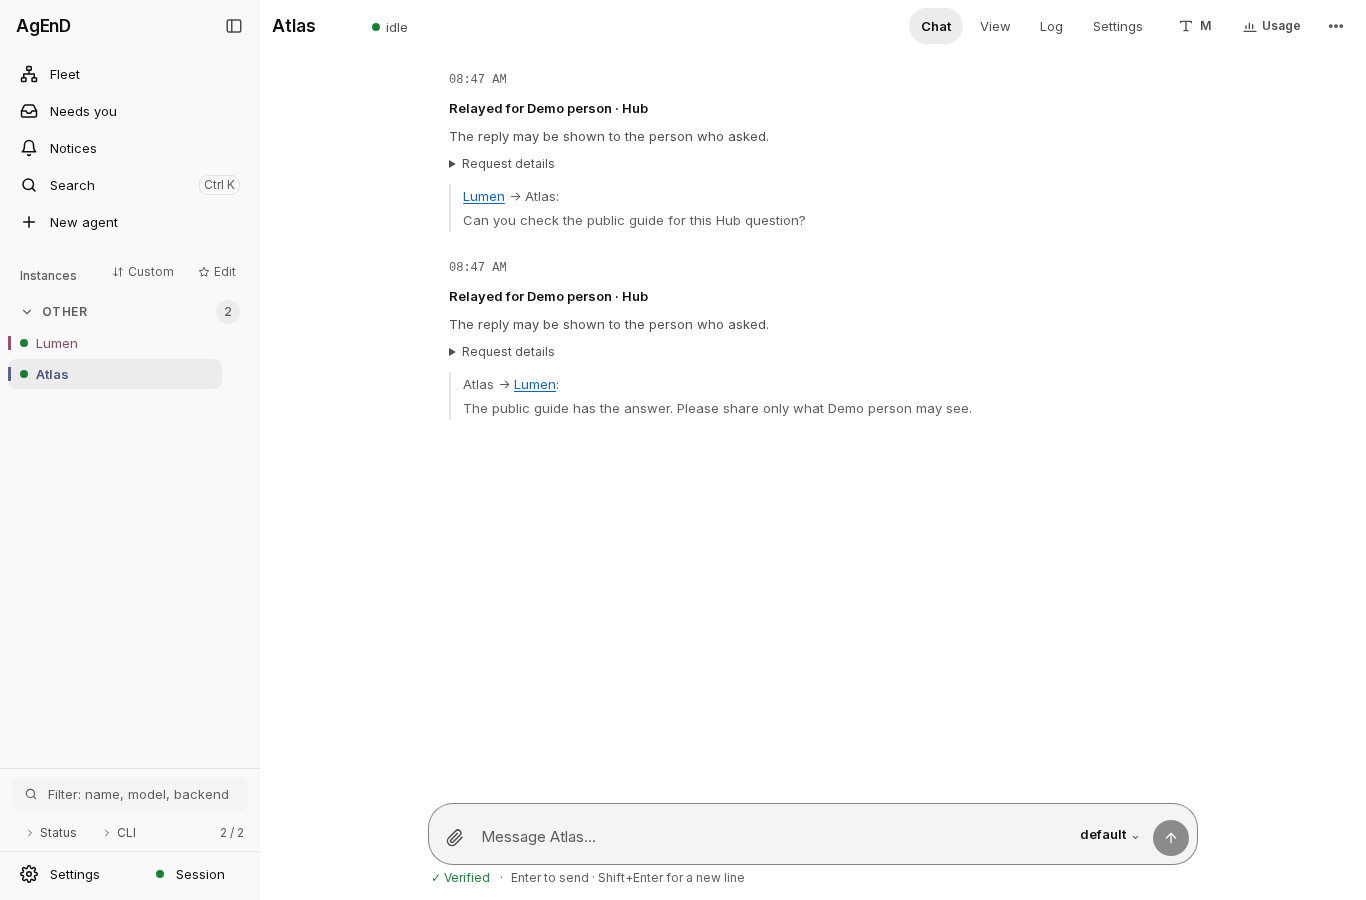 AgEnD
Fleet
Needs you
Notices
Search Ctrl K
New agent
Instances Custom Edit
OTHER 2
Lumen
Atlas
Filter: name, model, backend
Status CLI 2 / 2
Settings Session
Atlas idle Chat View Log Settings M Usage •••
08:47 AM
Relayed for Demo person · Hub
The reply may be shown to the person who asked.
Request details
Lumen → Atlas:
Can you check the public guide for this Hub question?
08:47 AM
Relayed for Demo person · Hub
The reply may be shown to the person who asked.
Request details
Atlas → Lumen:
The public guide has the answer. Please share only what Demo person may see.
Message Atlas... default
✓ Verified · Enter to send · Shift+Enter for a new line